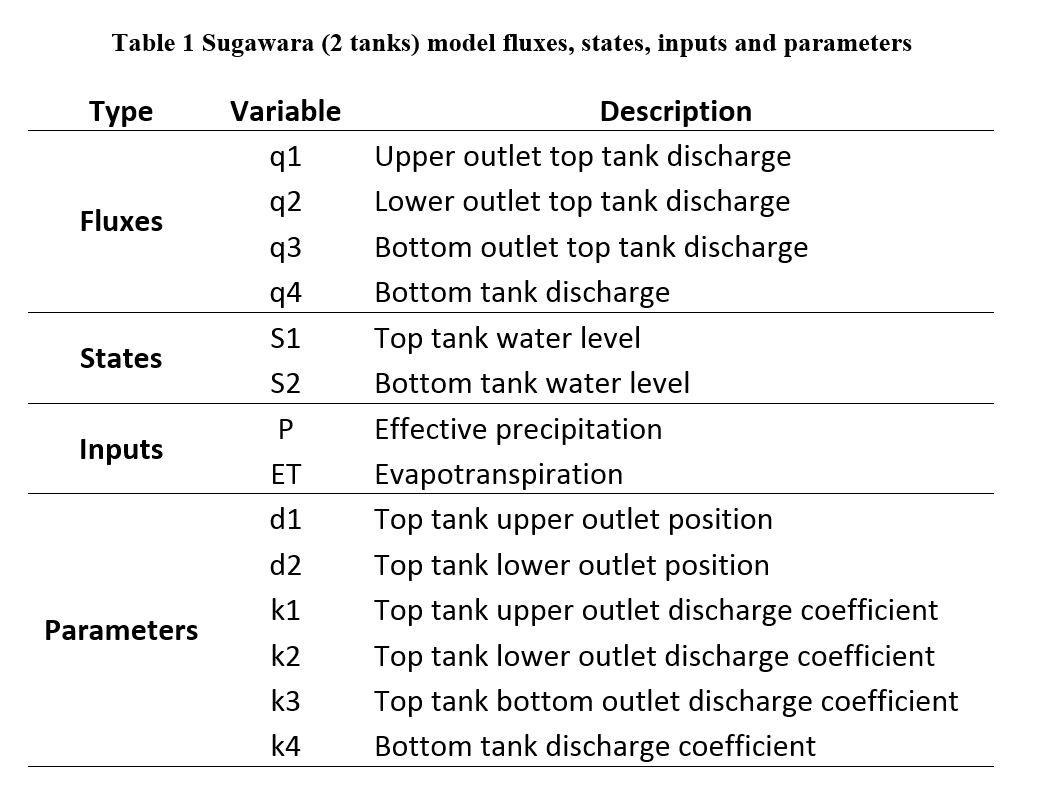 Table 1 Sugawara (2 tanks) model fluxes, states, inputs and parameters
Type Variable Description
Fluxes
q1 Upper outlet top tank discharge
q2 Lower outlet top tank discharge
q3 Bottom outlet top tank discharge
q4 Bottom tank discharge
States
S1 Top tank water level
S2 Bottom tank water level
Inputs
P Effective precipitation
ET Evapotranspiration
Parameters
d1 Top tank upper outlet position
d2 Top tank lower outlet position
k1 Top tank upper outlet discharge coefficient
k2 Top tank lower outlet discharge coefficient
k3 Top tank bottom outlet discharge coefficient
k4 Bottom tank discharge coefficient